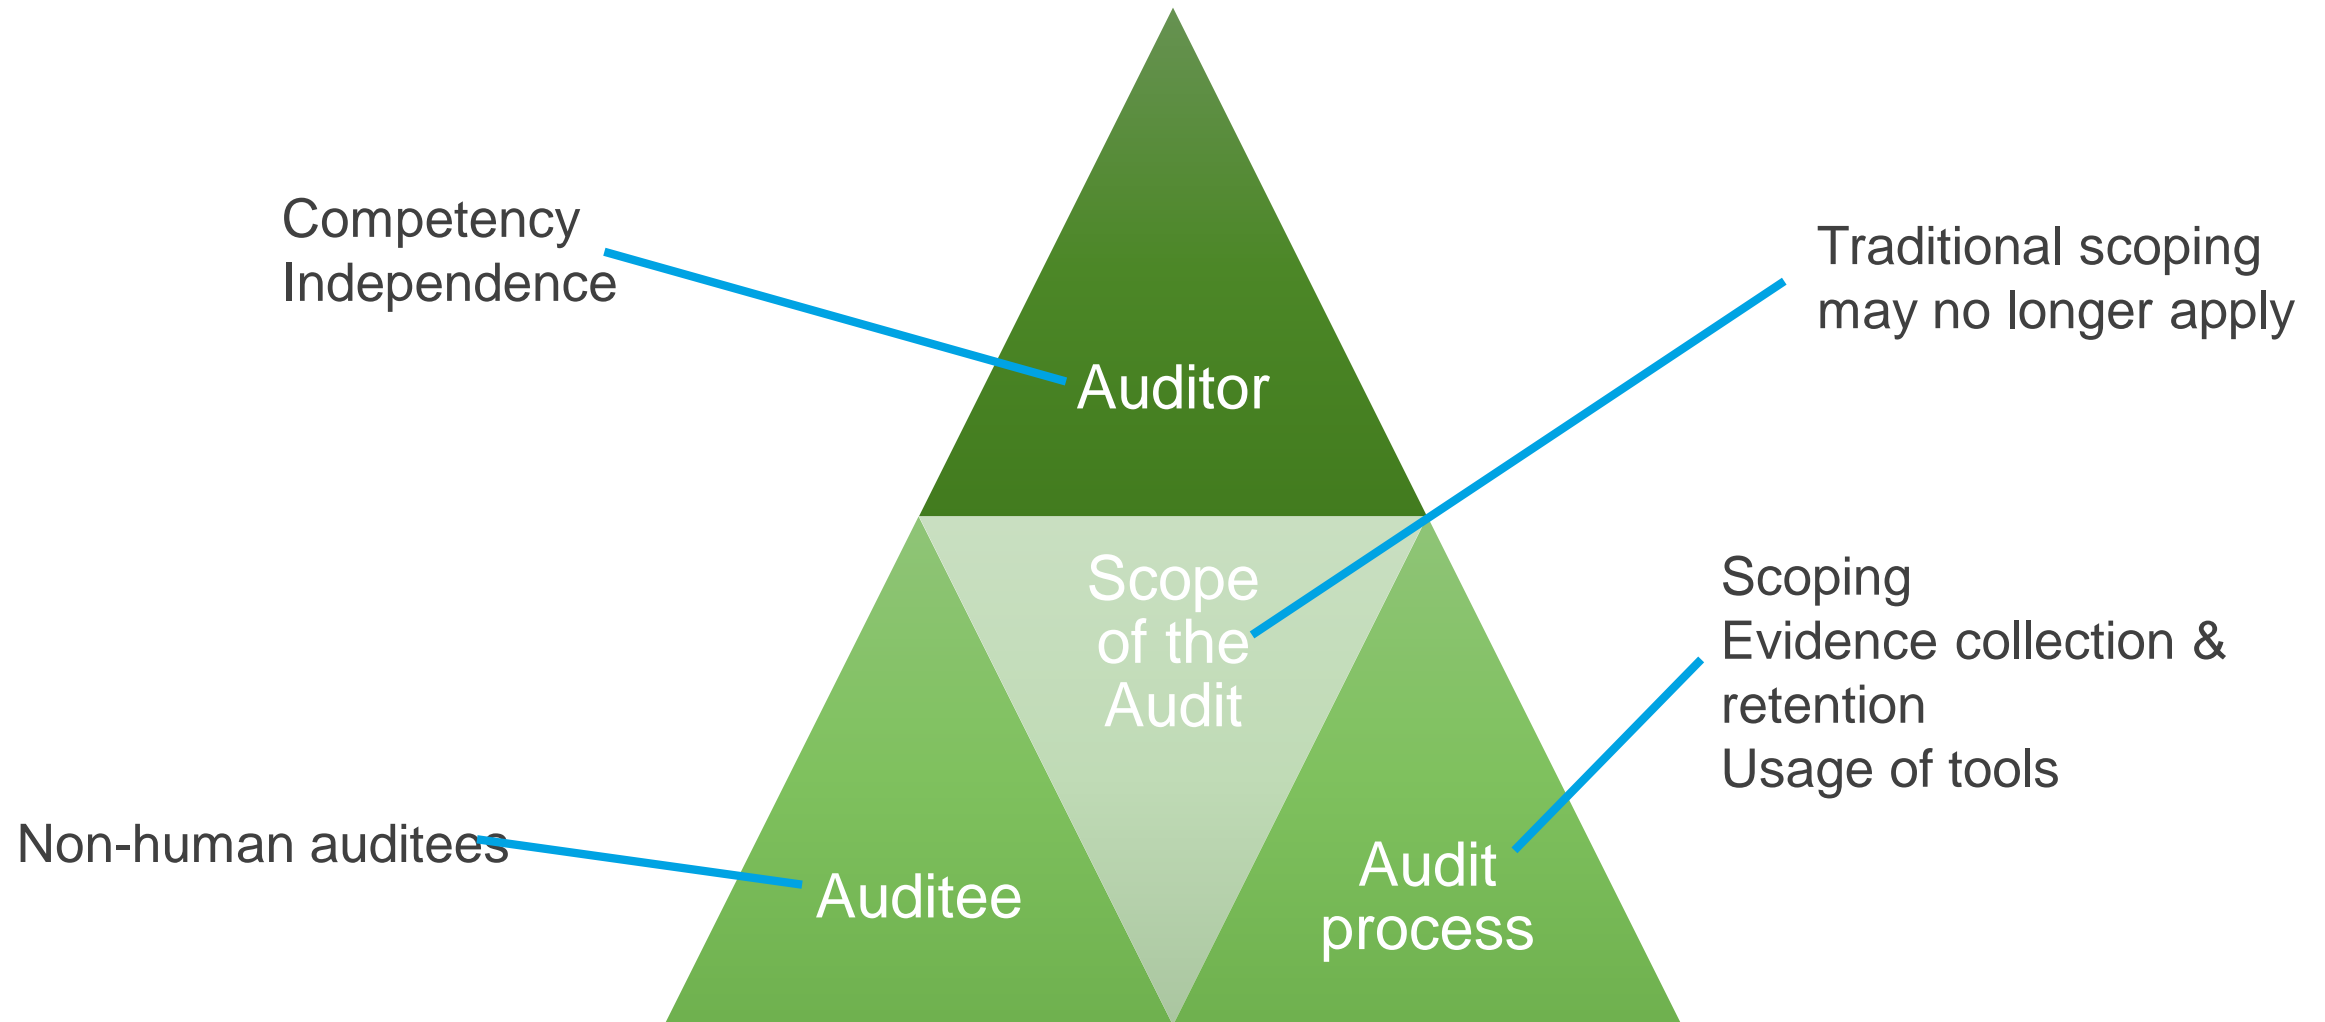 Competency
Independence
Traditional scoping
may no longer apply
Auditor
Scope
of the
Audit
Scoping
Evidence collection &
retention
Usage of tools
Non-human auditees
Auditee
Audit
process